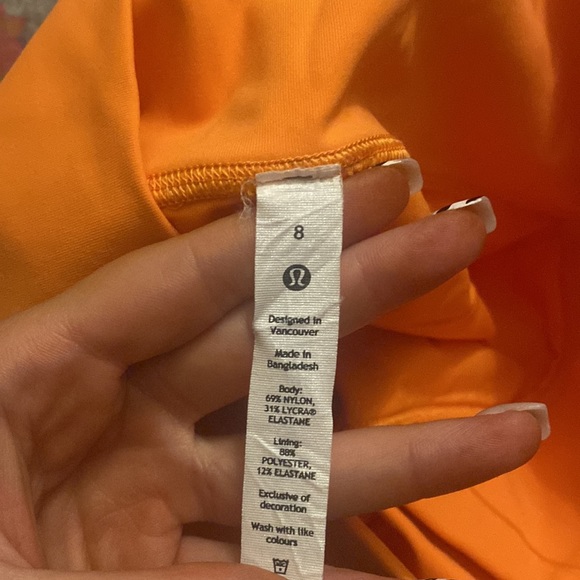 8
Designed in
Vancouver
Made in
Bangladesh
Body:
69% NYLON,
31% LYCRA®
ELASTANE
Lining:
88%
POLYESTER,
12% ELASTANE
Exclusive of
decoration
Wash with like
colours